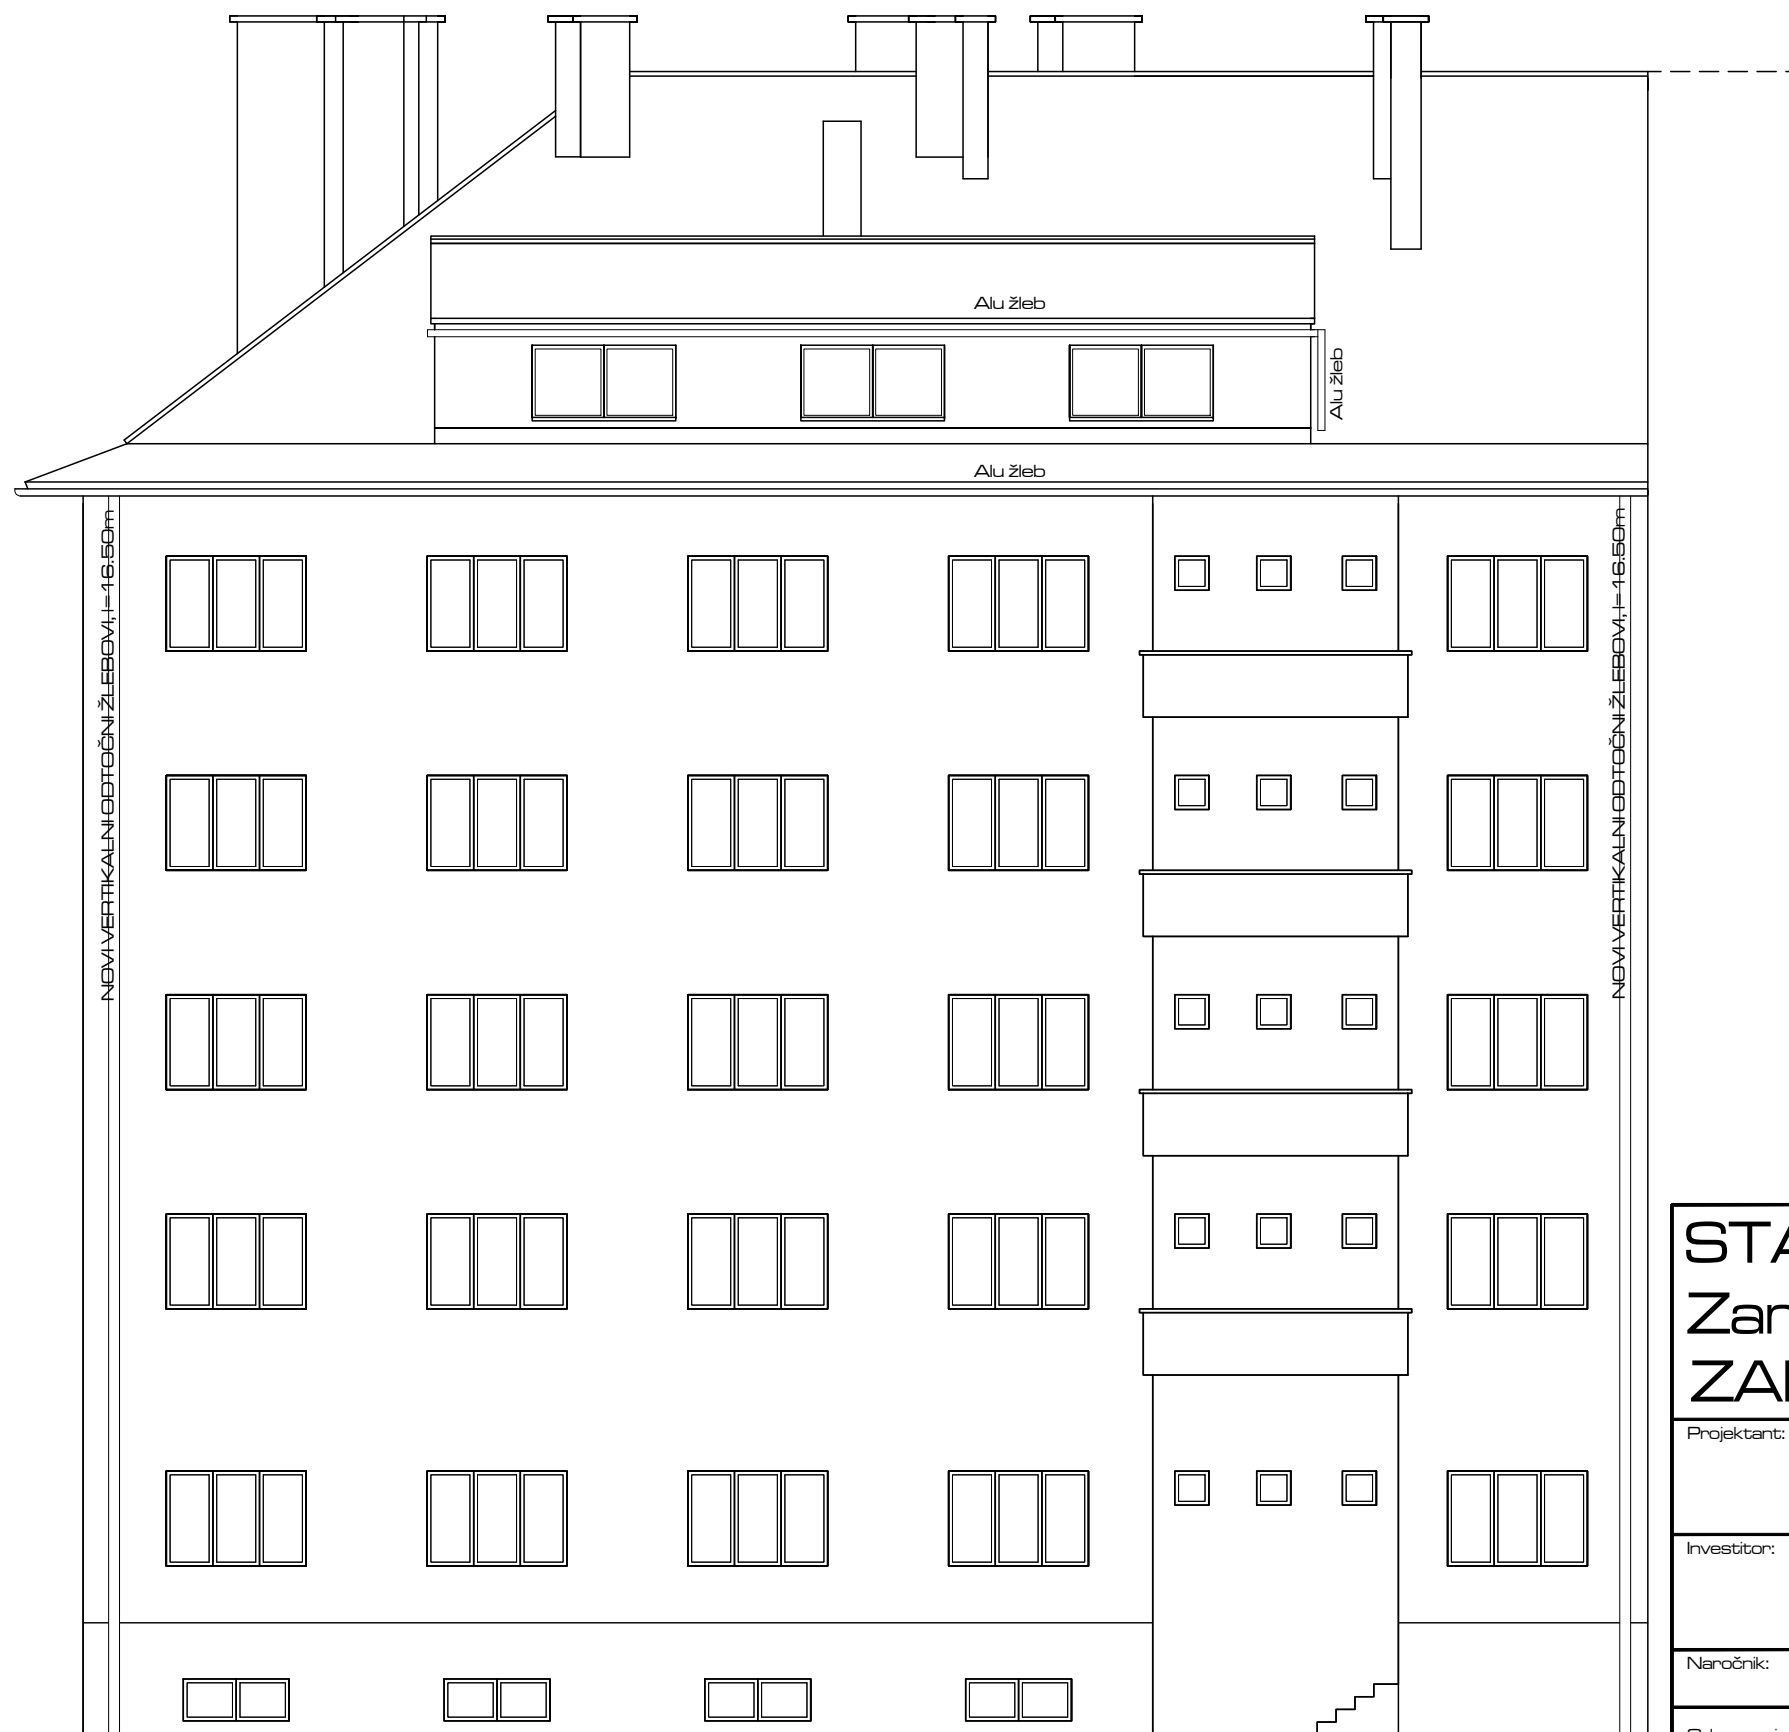 Alu žleb
Alu žleb
Alu žleb
NOVI VERTIKALNI ODTOČNI ŽLEBOVI, l= 16.50m
NOVI VERTIKALNI ODTOČNI ŽLEBOVI, l= 16.50m
Projektant:
Investitor:
Naročnik: